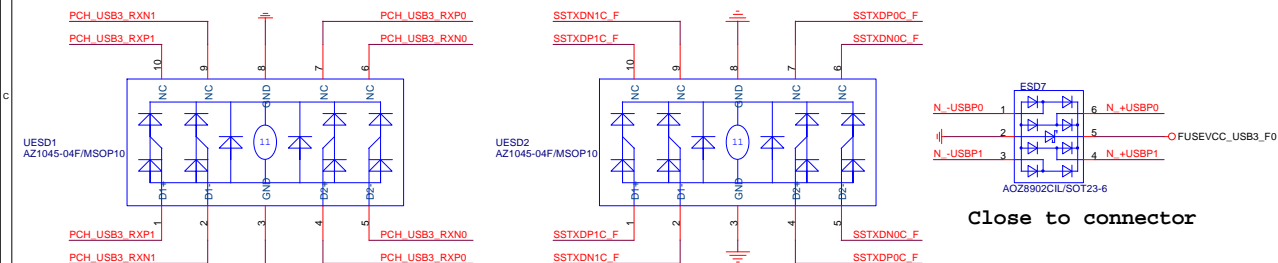 PCH_USB3_RXN1 PCH_USB3_RXP0 SSTXDN1C_F SSTXDP0C_F
PCH_USB3_RXP1 PCH_USB3_RXN0 SSTXDP1C_F SSTXDN0C_F
10 9 8 7 6 10 9 8 7 6
NC NC GND NC NC NC NC GND NC NC
C
ESD7
N_-USBP0 1 6 N_+USBP0
2 5 FUSEVCC_USB3_F0
N_-USBP1 3 4 N_+USBP1
AOZ8902CIL/SOT23-6
UESD1 11 UESD2 11
AZ1045-04F/MSOP10 AZ1045-04F/MSOP10
D1+ D1- GND D2+ D2- D1+ D1- GND D2+ D2-
Close to connector
1 2 3 4 5 1 2 3 4 5
PCH_USB3_RXP1 PCH_USB3_RXN0 SSTXDP1C_F SSTXDN0C_F
PCH_USB3_RXN1 PCH_USB3_RXP0 SSTXDN1C_F SSTXDP0C_F